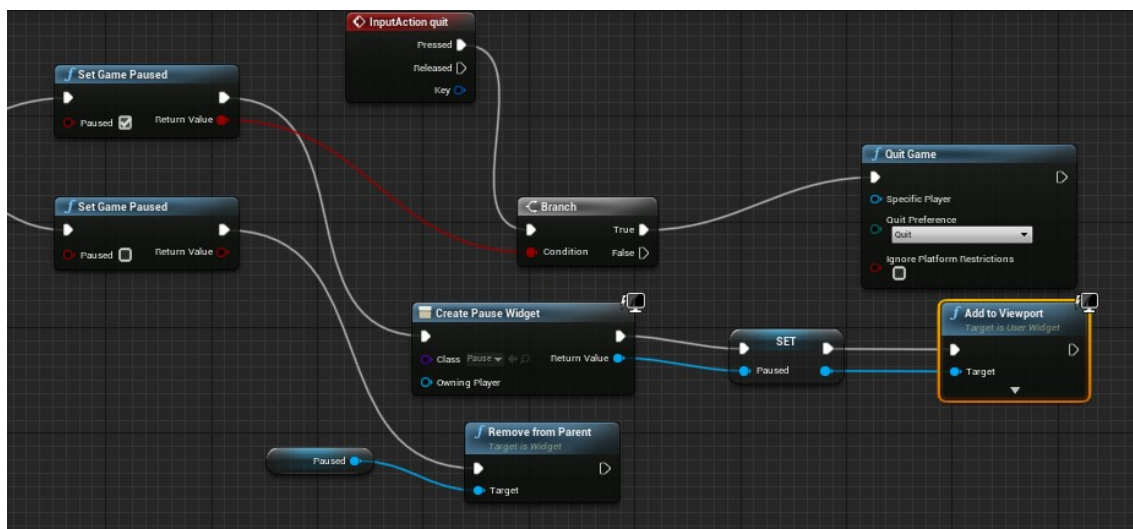 InputAction quit
Pressed
Released
Key
f Set Game Paused
Paused Return Value
f Set Game Paused
Paused Return Value
Branch
True
Condition False
f Quit Game
Specific Player
Quit Preference
Quit
Ignore Platform Restrictions
Create Pause Widget
Class Pause Return Value
Owning Player
SET
Paused
f Add to Viewport
Target is User Widget
Target
f Remove from Parent
Target is Widget
Target
Paused